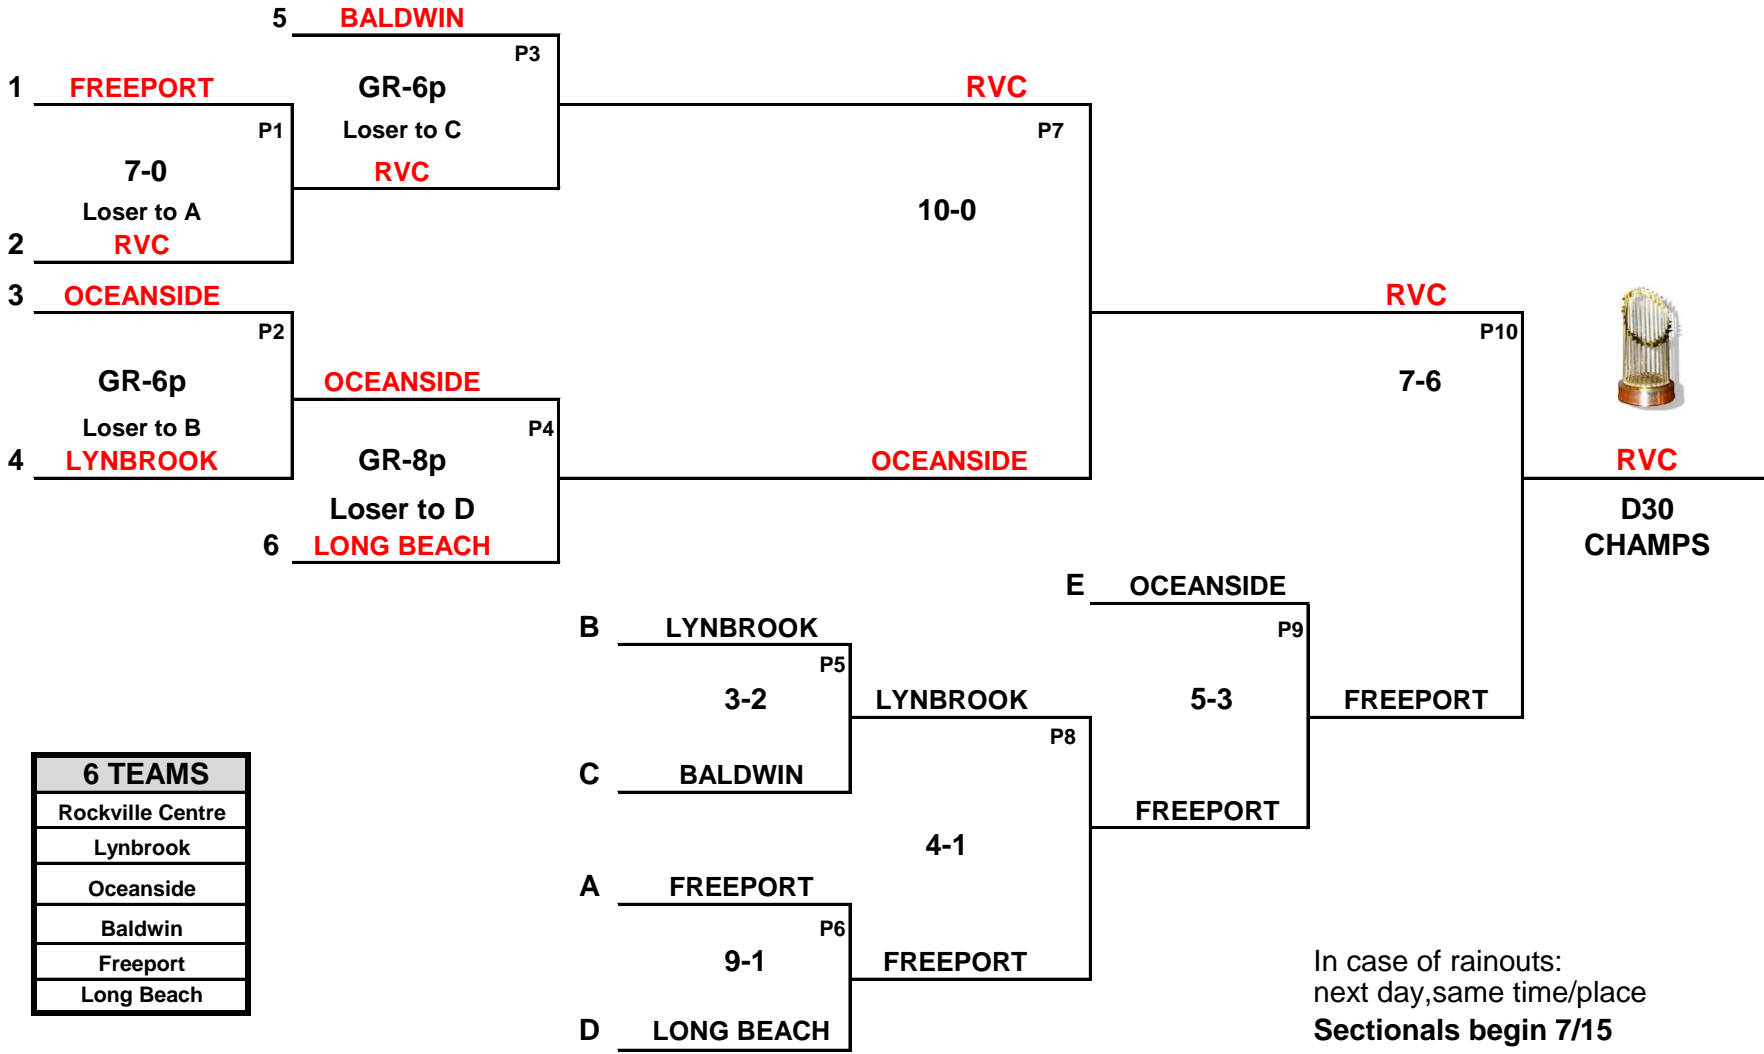 5 BALDWIN
P3
1 FREEPORT
GR-6p
RVC
P1
Loser to C
P7
7-0
RVC
Loser to A
10-0
2 RVC
3 OCEANSIDE
RVC
P2
P10
GR-6p
OCEANSIDE
7-6
Loser to B
P4
4 LYNBROOK
GR-8p
OCEANSIDE
RVC
Loser to D
D30
6 LONG BEACH
CHAMPS
E OCEANSIDE
B LYNBROOK
P9
P5
3-2
LYNBROOK
5-3
FREEPORT
P8
6 TEAMS
C BALDWIN
Rockville Centre
FREEPORT
Lynbrook
4-1
Oceanside
A FREEPORT
Baldwin
P6
Freeport
9-1
FREEPORT
In case of rainouts:
Long Beach
next day,same time/place
D LONG BEACH
Sectionals begin 7/15